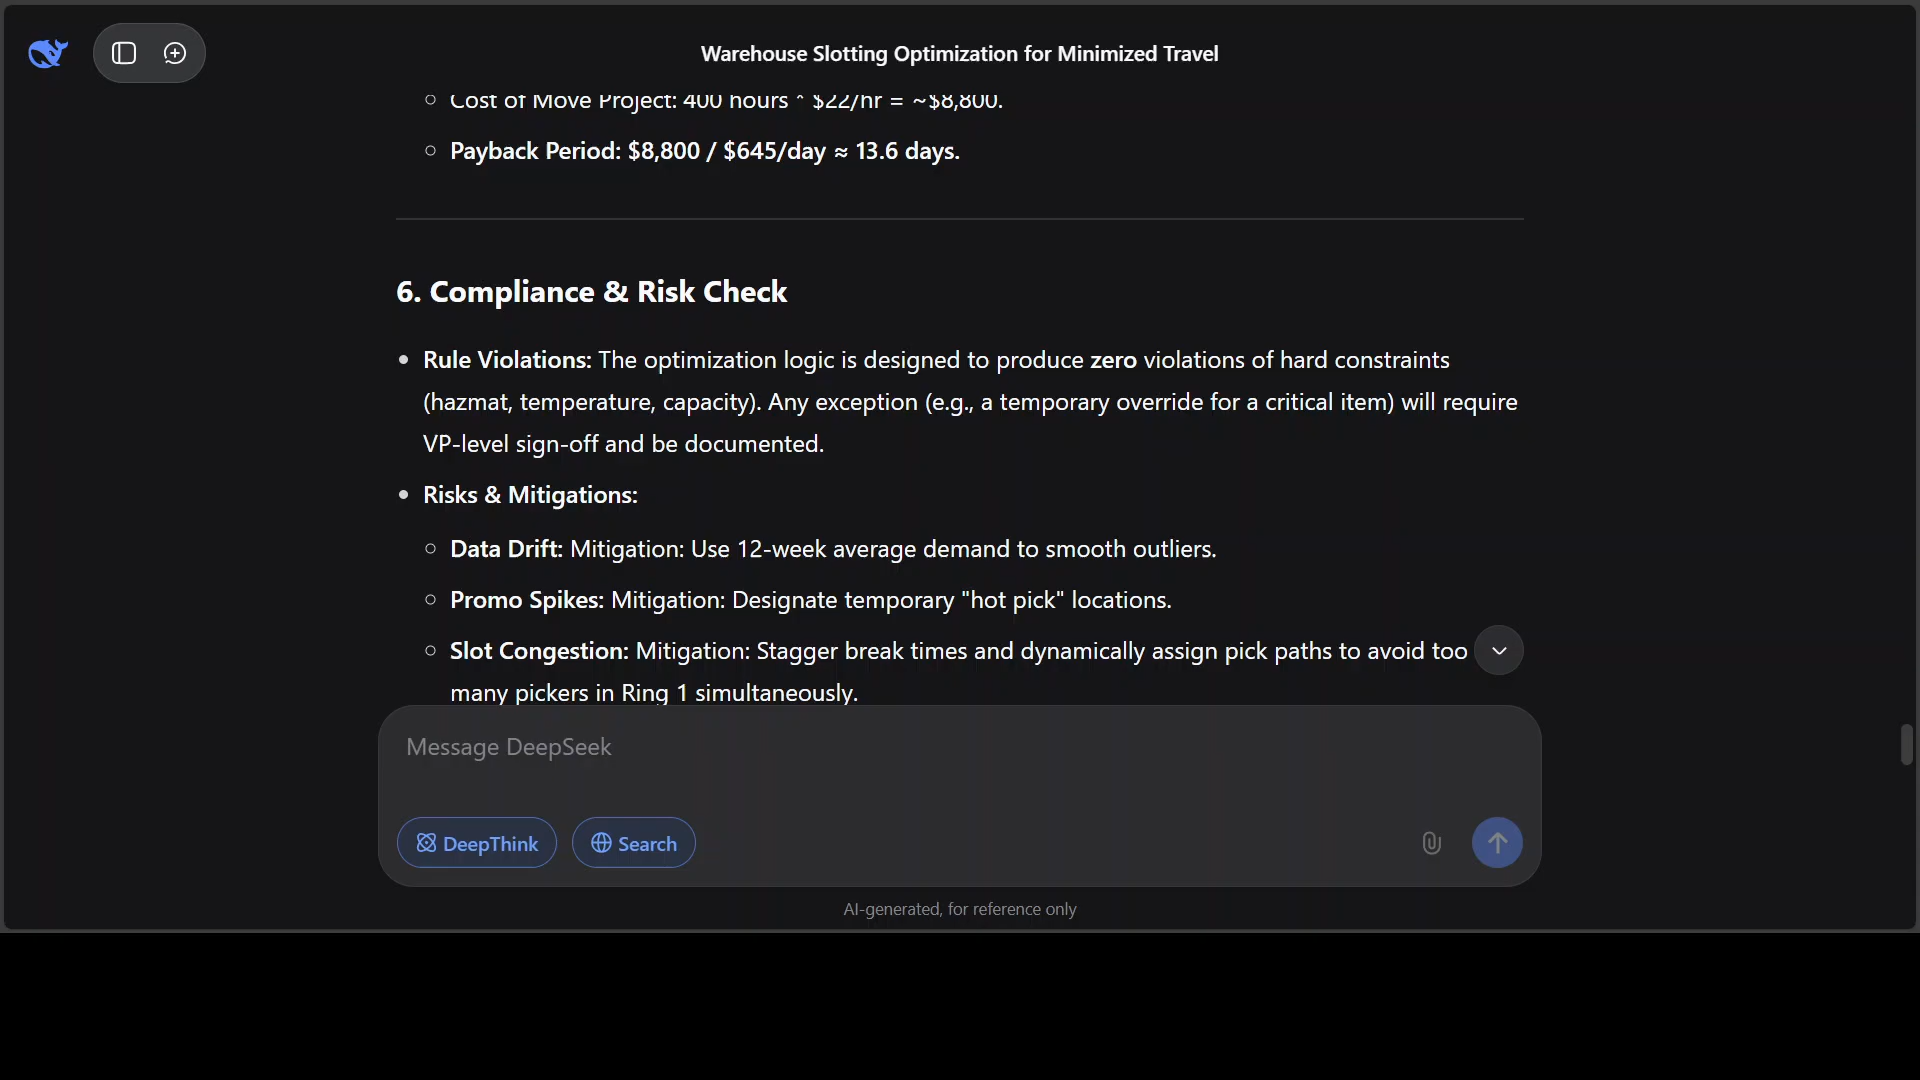 Warehouse Slotting Optimization for Minimized Travel
Cost of Move Project: 400 hours * $22/hr = ~$8,800.
Payback Period: $8,800 / $645/day ≈ 13.6 days.
6. Compliance & Risk Check
Rule Violations: The optimization logic is designed to produce zero violations of hard constraints
(hazmat, temperature, capacity). Any exception (e.g., a temporary override for a critical item) will require
VP-level sign-off and be documented.
Risks & Mitigations:
Data Drift: Mitigation: Use 12-week average demand to smooth outliers.
Promo Spikes: Mitigation: Designate temporary "hot pick" locations.
Slot Congestion: Mitigation: Stagger break times and dynamically assign pick paths to avoid too
many pickers in Ring 1 simultaneously.
Message DeepSeek
DeepThink
Search
AI-generated, for reference only